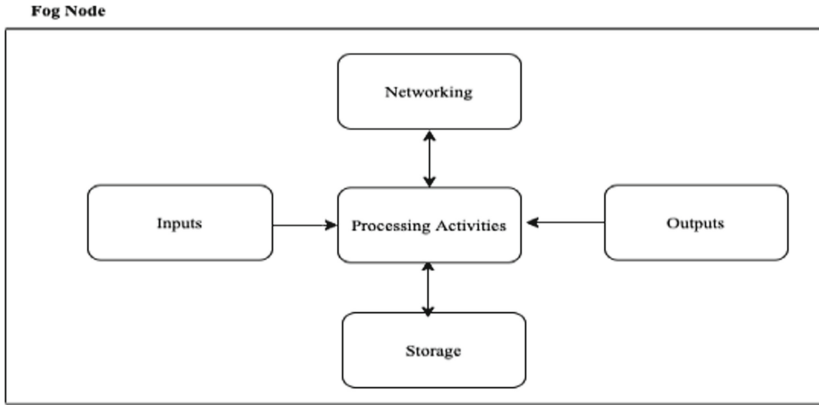 Fog Node
Networking
Inputs
Processing Activities
Outputs
Storage